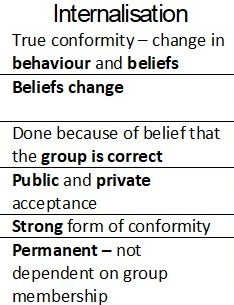 Internalisation
True conformity – change in
behaviour and beliefs
Beliefs change
Done because of belief that
the group is correct
Public and private
acceptance
Strong form of conformity
Permanent – not
dependent on group
membership